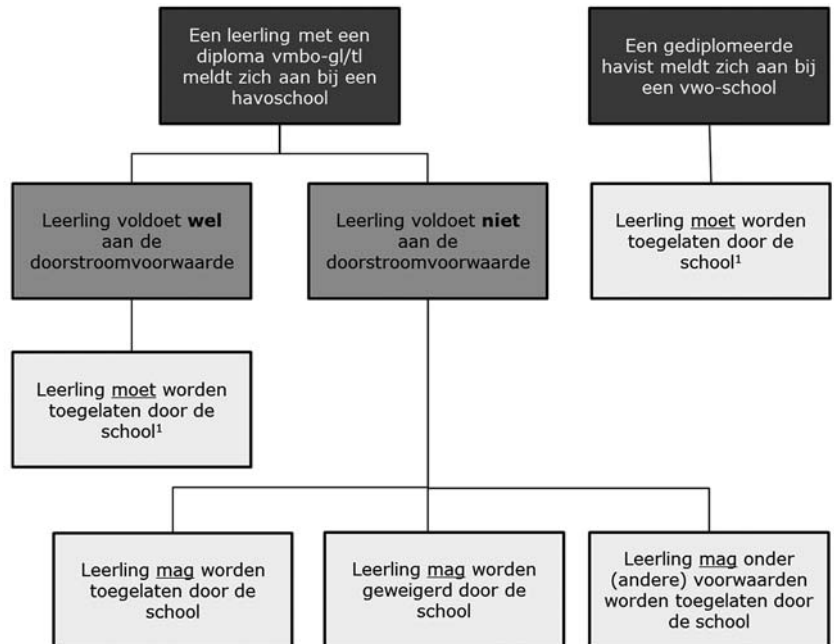 Een leerling met een
diploma vmbo-gl/tl
meldt zich aan bij een
havoschool
Een gediplomeerde
havist meldt zich aan bij
een vwo-school
Leerling voldoet wel
aan de
doorstroomvoorwaarde
Leerling voldoet niet
aan de
doorstroomvoorwaarde
Leerling moet worden
toegelaten door de
school¹
Leerling moet worden
toegelaten door de
school¹
Leerling mag worden
toegelaten door de
school
Leerling mag worden
geweigerd door de
school
Leerling mag onder
(andere) voorwaarden
worden toegelaten door
de school